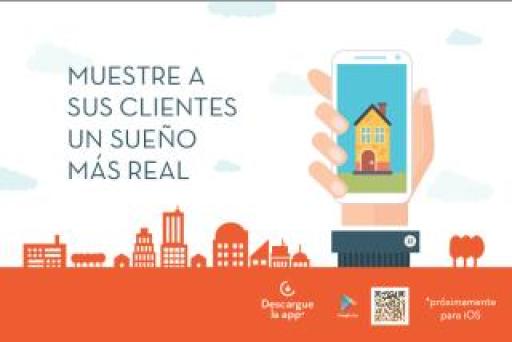 MUESTRE A
SUS CLIENTES
UN SUEÑO
MÁS REAL
Descargue
la app*
*próximamente
para iOS